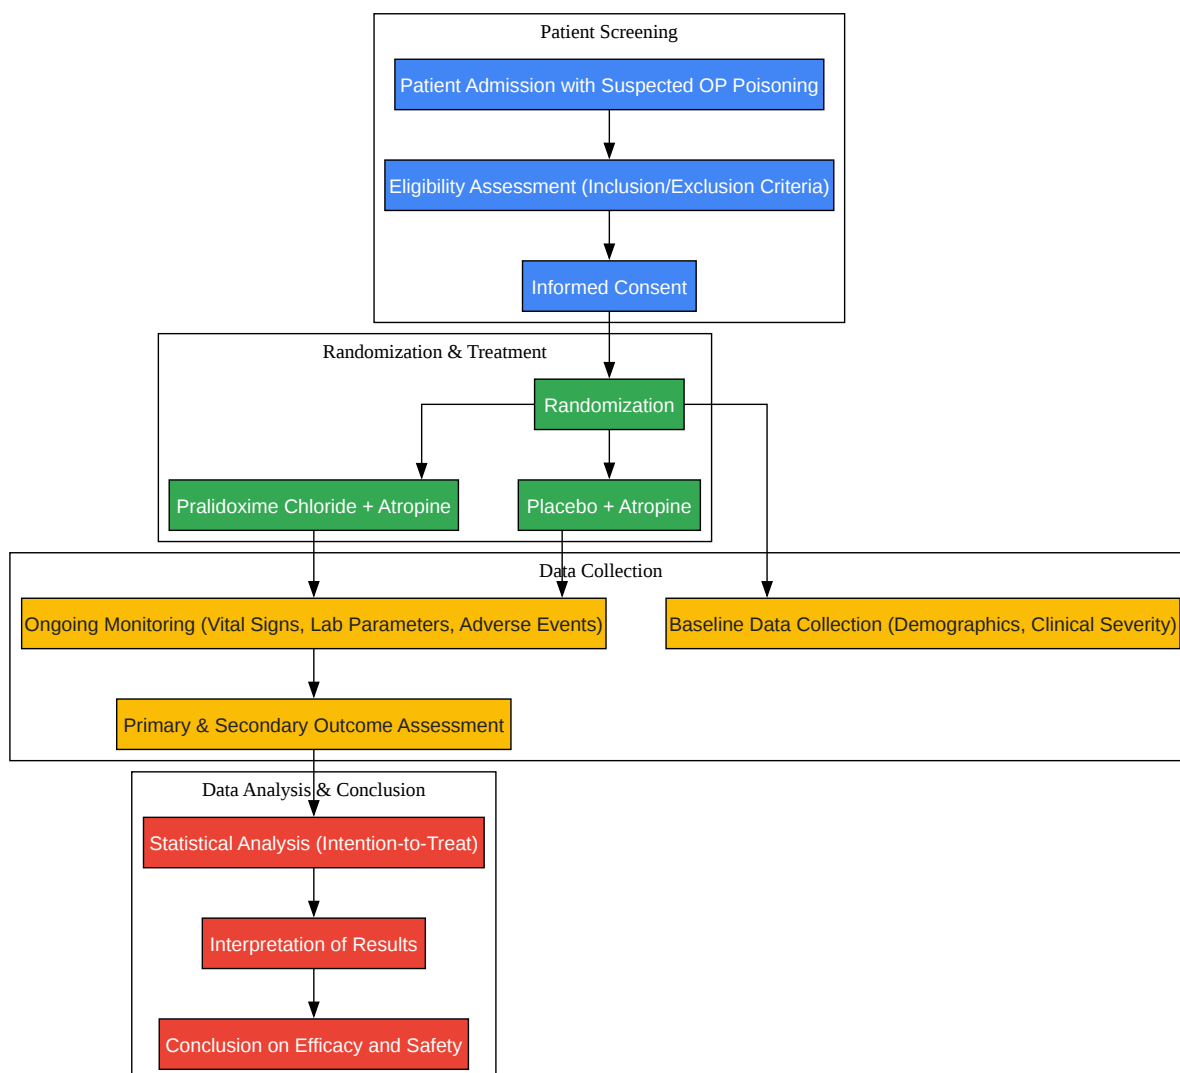 Patient Screening
Patient Admission with Suspected OP Poisoning
Eligibility Assessment (Inclusion/Exclusion Criteria)
Informed Consent
Randomization & Treatment
Randomization
Pralidoxime Chloride + Atropine
Placebo + Atropine
Data Collection
Ongoing Monitoring (Vital Signs, Lab Parameters, Adverse Events)
Baseline Data Collection (Demographics, Clinical Severity)
Primary & Secondary Outcome Assessment
Data Analysis & Conclusion
Statistical Analysis (Intention-to-Treat)
Interpretation of Results
Conclusion on Efficacy and Safety